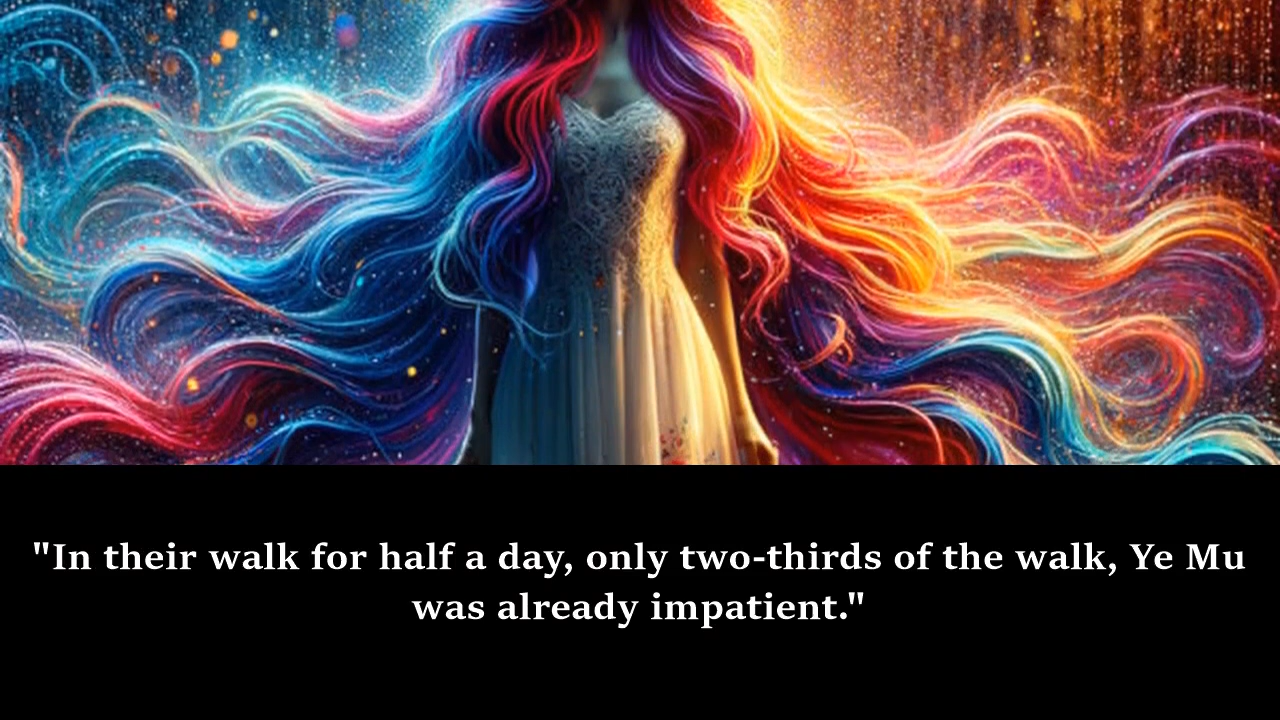 "In their walk for half a day, only two-thirds of the walk, Ye Mu
was already impatient."